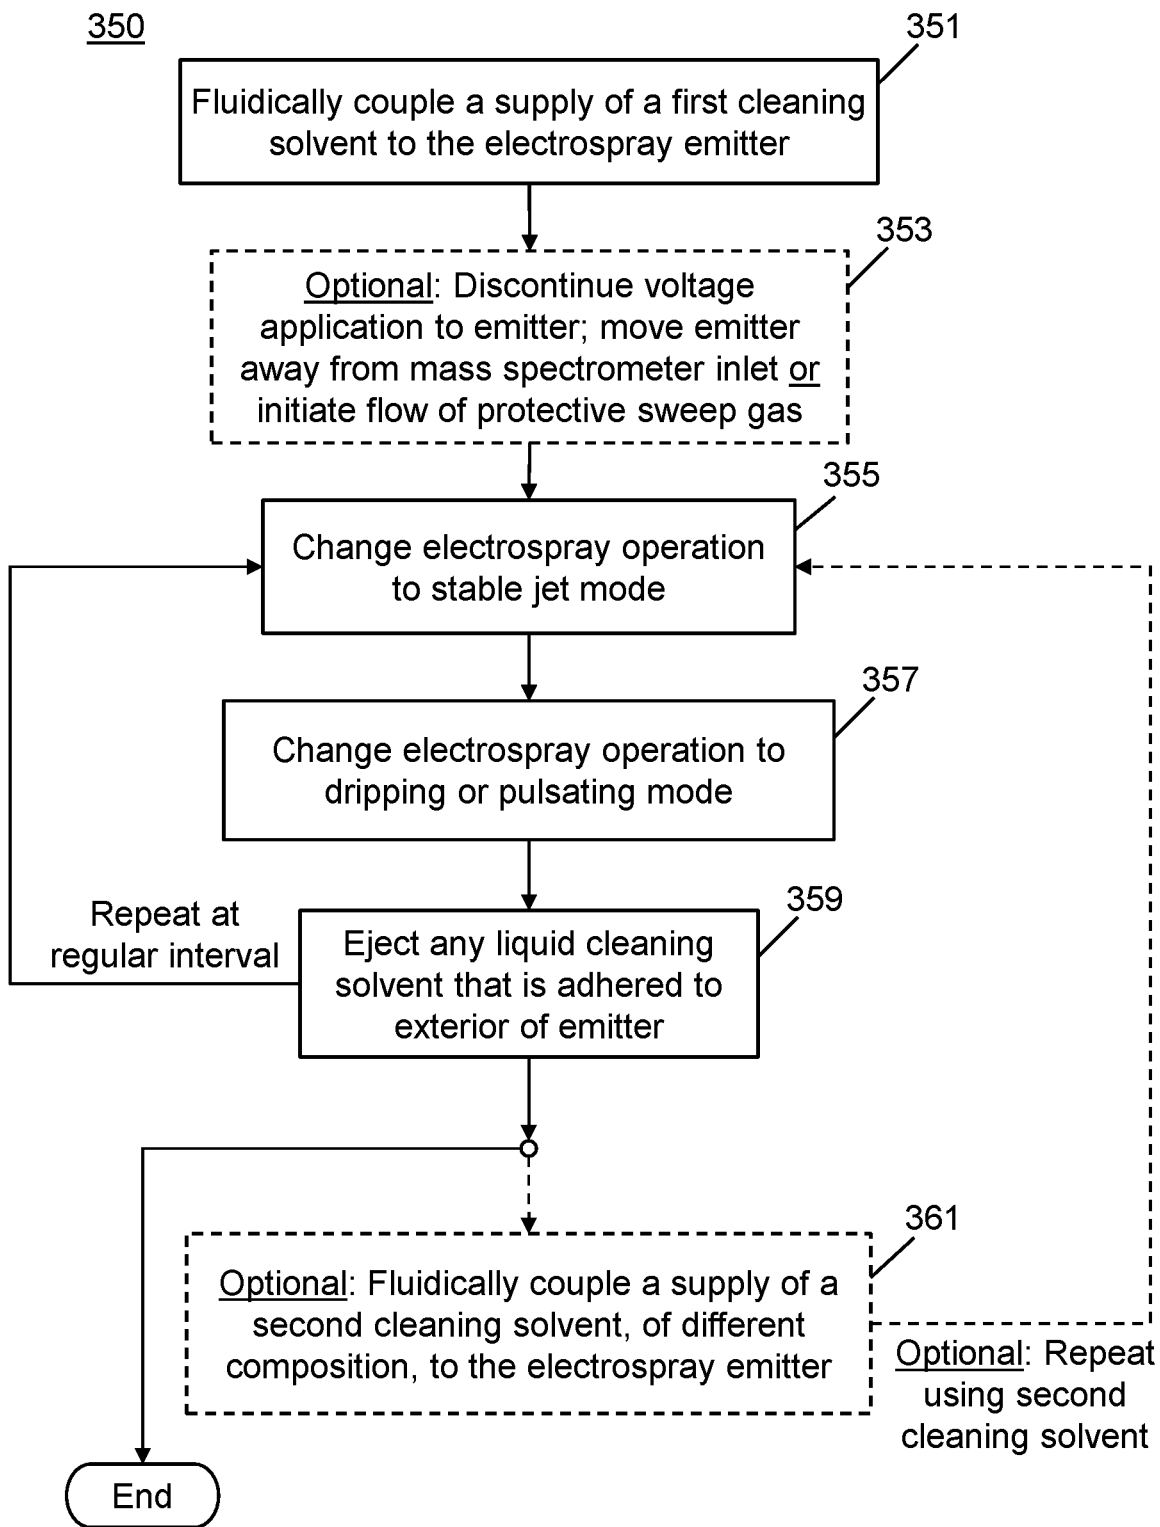 350
351
Fluidically couple a supply of a first cleaning
solvent to the electrospray emitter
353
Optional: Discontinue voltage
application to emitter; move emitter
away from mass spectrometer inlet or
initiate flow of protective sweep gas
355
Change electrospray operation
to stable jet mode
357
Change electrospray operation to
dripping or pulsating mode
359
Repeat at
regular interval
Eject any liquid cleaning
solvent that is adhered to
exterior of emitter
361
Optional: Fluidically couple a supply of a
second cleaning solvent, of different
composition, to the electrospray emitter
Optional: Repeat
using second
cleaning solvent
End